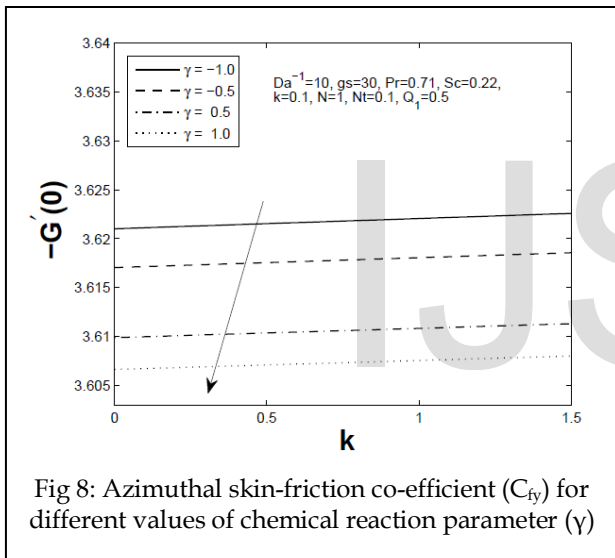 3.64
3.635
3.63
3.625
3.62
3.615
3.61
3.605
−G′(0)
γ = −1.0
γ = −0.5
γ = 0.5
γ = 1.0
Da⁻¹=10, gs=30, Pr=0.71, Sc=0.22,
k=0.1, N=1, Nt=0.1, Q₁=0.5
IJS
0 0.5 1 1.5
k
Fig 8: Azimuthal skin-friction co-efficient (C_fy) for
different values of chemical reaction parameter (γ)